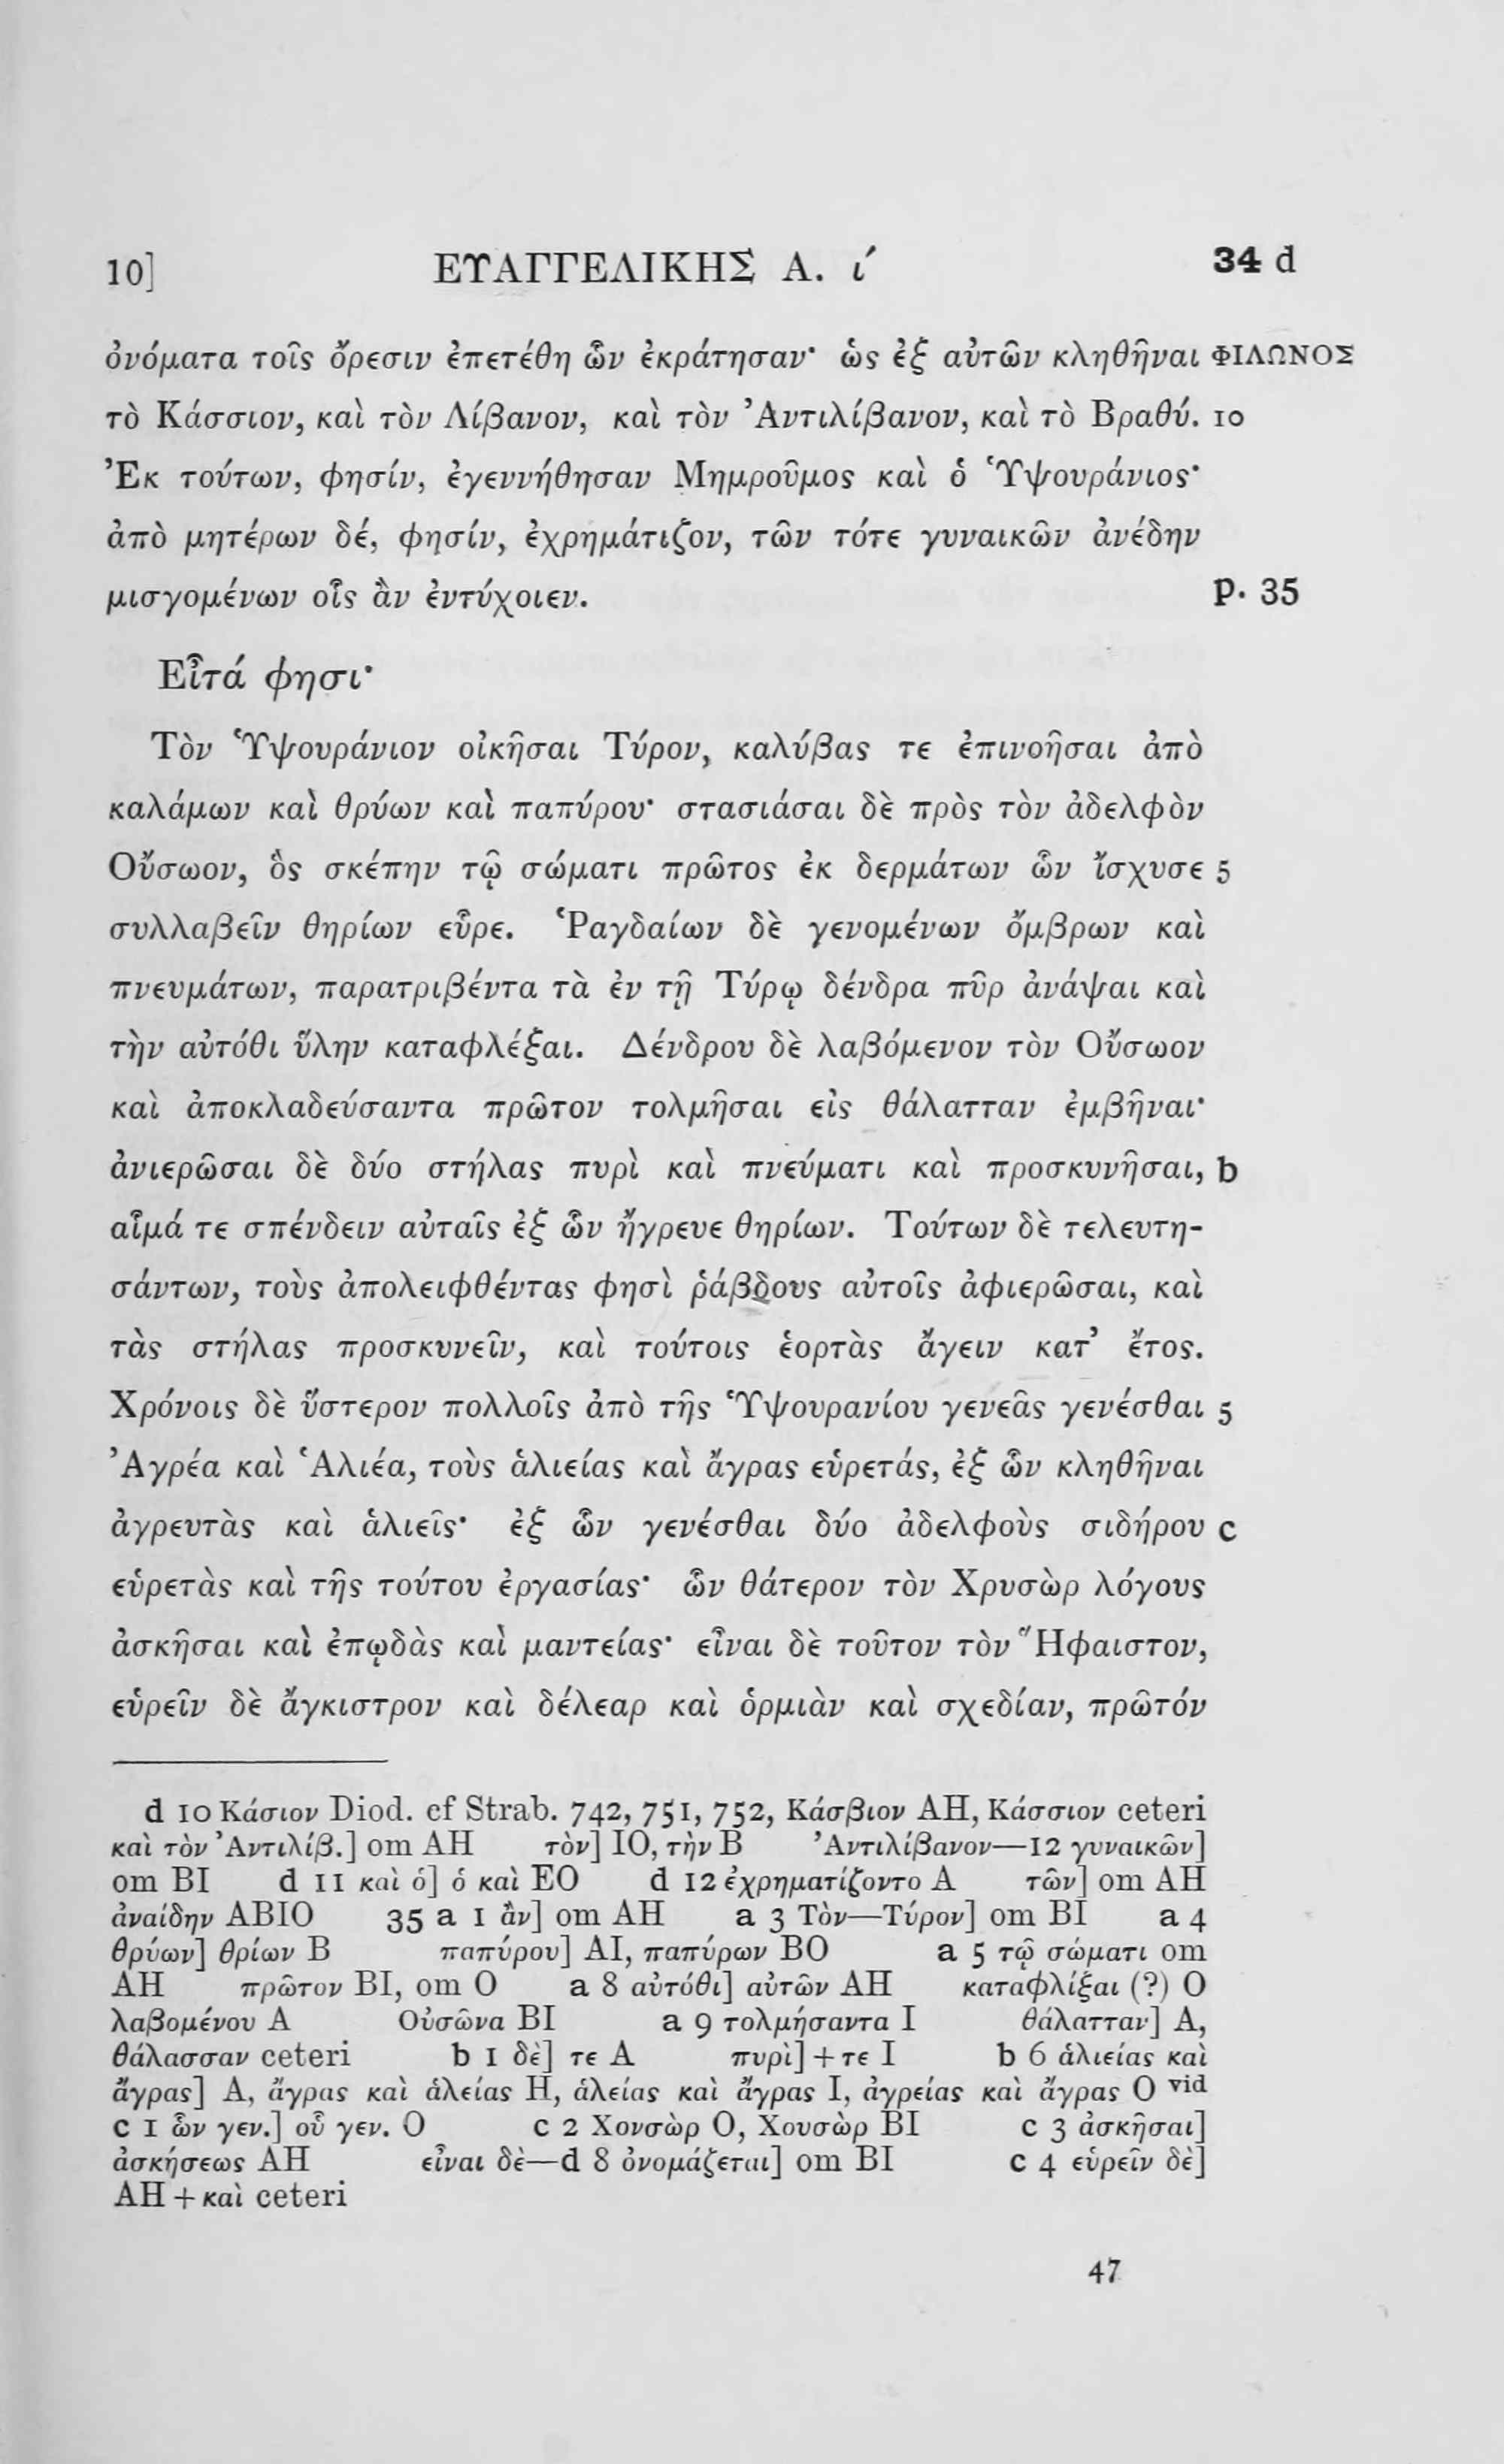 10] ΕΥΑΓΓΕΛΙΚΗΣ Α. ι´ 34 d
ὀνόματα τοῖς ὄρεσιν ἐπετέθη ὧν ἐκράτησαν· ὡς ἐξ αὐτῶν κληθῆναι ΦΙΛΩΝΟΣ
τὸ Κάσσιον, καὶ τὸν Λίβανον, καὶ τὸν Ἀντιλίβανον, καὶ τὸ Βραθύ. 10
Ἐκ τούτων, φησίν, ἐγεννήθησαν Μημροῦμος καὶ ὁ Ὑψουράνιος·
ἀπὸ μητέρων δέ, φησίν, ἐχρημάτιζον, τῶν τότε γυναικῶν ἀνέδην
μισγομένων οἷς ἂν ἐντύχοιεν. p. 35
Εἶτά φησι·
Τὸν Ὑψουράνιον οἰκῆσαι Τύρον, καλύβας τε ἐπινοῆσαι ἀπὸ
καλάμων καὶ θρύων καὶ παπύρου· στασιάσαι δὲ πρὸς τὸν ἀδελφὸν
Οὔσωον, ὃς σκέπην τῷ σώματι πρῶτος ἐκ δερμάτων ὧν ἴσχυσε 5
συλλαβεῖν θηρίων εὗρε. Ῥαγδαίων δὲ γενομένων ὄμβρων καὶ
πνευμάτων, παρατριβέντα τὰ ἐν τῇ Τύρῳ δένδρα πῦρ ἀνάψαι καὶ
τὴν αὐτόθι ὕλην καταφλέξαι. Δένδρου δὲ λαβόμενον τὸν Οὔσωον
καὶ ἀποκλαδεύσαντα πρῶτον τολμῆσαι εἰς θάλατταν ἐμβῆναι·
ἀνιερῶσαι δὲ δύο στήλας πυρὶ καὶ πνεύματι καὶ προσκυνῆσαι, b
αἷμά τε σπένδειν αὐταῖς ἐξ ὧν ἤγρευε θηρίων. Τούτων δὲ τελευτη-
σάντων, τοὺς ἀπολειφθέντας φησὶ ῥάβδους αὐτοῖς ἀφιερῶσαι, καὶ
τὰς στήλας προσκυνεῖν, καὶ τούτοις ἑορτὰς ἄγειν κατ’ ἔτος.
Χρόνοις δὲ ὕστερον πολλοῖς ἀπὸ τῆς Ὑψουρανίου γενεᾶς γενέσθαι 5
Ἀγρέα καὶ Ἁλιέα, τοὺς ἁλιείας καὶ ἄγρας εὑρετάς, ἐξ ὧν κληθῆναι
ἀγρευτὰς καὶ ἁλιεῖς· ἐξ ὧν γενέσθαι δύο ἀδελφοὺς σιδήρου c
εὑρετὰς καὶ τῆς τούτου ἐργασίας· ὧν θάτερον τὸν Χρυσὼρ λόγους
ἀσκῆσαι καὶ ἐπῳδὰς καὶ μαντείας· εἶναι δὲ τοῦτον τὸν Ἥφαιστον,
εὑρεῖν δὲ ἄγκιστρον καὶ δέλεαρ καὶ ὁρμιὰν καὶ σχεδίαν, πρῶτόν
d 10 Κάσιον Diod. cf Strab. 742, 751, 752, Κάσβιον AH, Κάσσιον ceteri
καὶ τὸν Ἀντιλίβ.] om AH τὸν] IO, τὴν B Ἀντιλίβανον—12 γυναικῶν]
om BI d 11 καὶ ὁ] ὁ καὶ EO d 12 ἐχρηματίζοντο A τῶν] om AH
ἀναίδην ABIO 35 a 1 ἂν] om AH a 3 Τὸν—Τύρον] om BI a 4
θρύων] θρίων B παπύρου] AI, παπύρων BO a 5 τῷ σώματι om
AH πρῶτον BI, om O a 8 αὐτόθι] αὐτῶν AH καταφλίξαι (?) O
λαβομένου A Οὐσῶνα BI a 9 τολμήσαντα I θάλατταν] A,
θάλασσαν ceteri b 1 δὲ] τε A πυρὶ] + τε I b 6 ἁλιείας καὶ
ἄγρας] A, ἄγρας καὶ ἁλείας H, ἁλείας καὶ ἄγρας I, ἀγρείας καὶ ἄγρας O vid
c 1 ὧν γεν.] οὗ γεν. O c 2 Χονσὼρ O, Χουσὼρ BI c 3 ἀσκῆσαι]
ἀσκήσεως AH εἶναι δὲ—d 8 ὀνομάζεται] om BI c 4 εὑρεῖν δὲ]
AH + καὶ ceteri
47